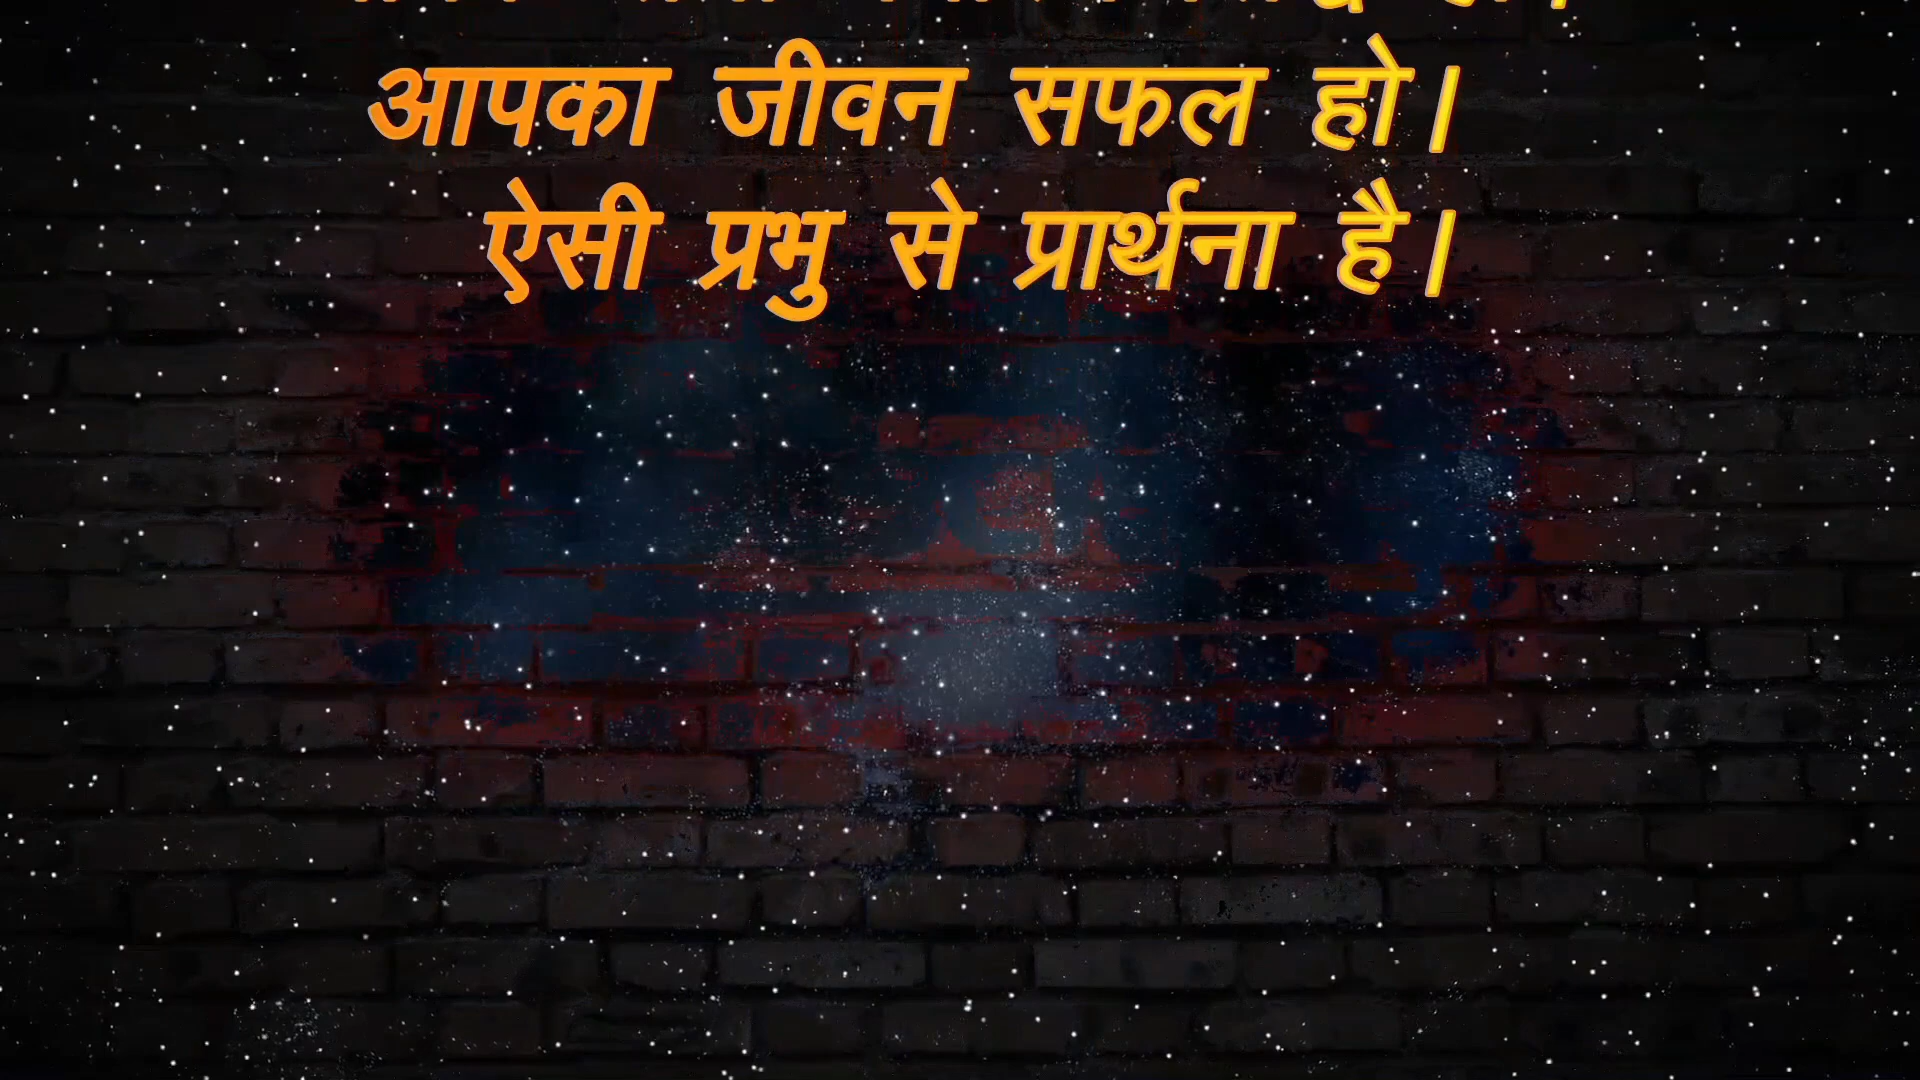 आपका जीवन सफल हो।
ऐसी प्रभु से प्रार्थना है।